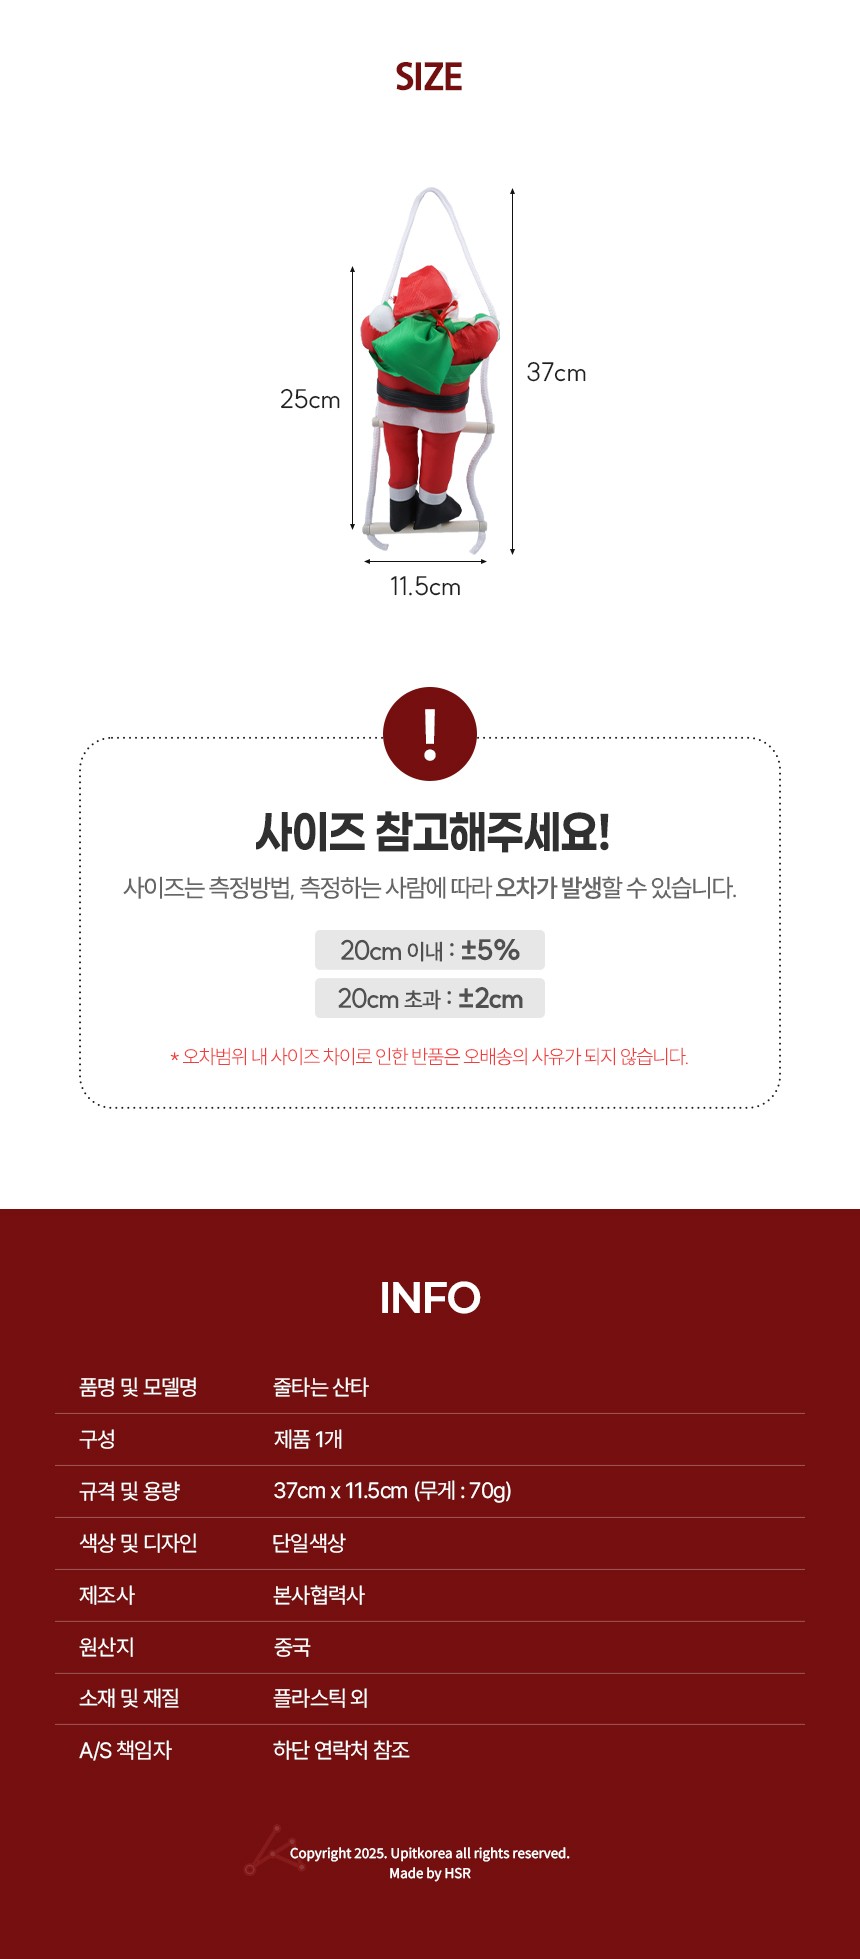 SIZE
37cm
25cm
11.5cm
!
사이즈 참고해주세요!
사이즈는 측정방법, 측정하는 사람에 따라 오차가 발생할 수 있습니다.
20cm 이내 : ±5%
20cm 초과 : ±2cm
* 오차범위 내 사이즈 차이로 인한 반품은 오배송의 사유가 되지 않습니다.
INFO
품명 및 모델명 줄타는 산타
구성 제품 1개
규격 및 용량 37cm x 11.5cm (무게 : 70g)
색상 및 디자인 단일색상
제조사 본사협력사
원산지 중국
소재 및 재질 플라스틱 외
A/S 책임자 하단 연락처 참조
Copyright 2025. Upitkorea all rights reserved.
Made by HSR